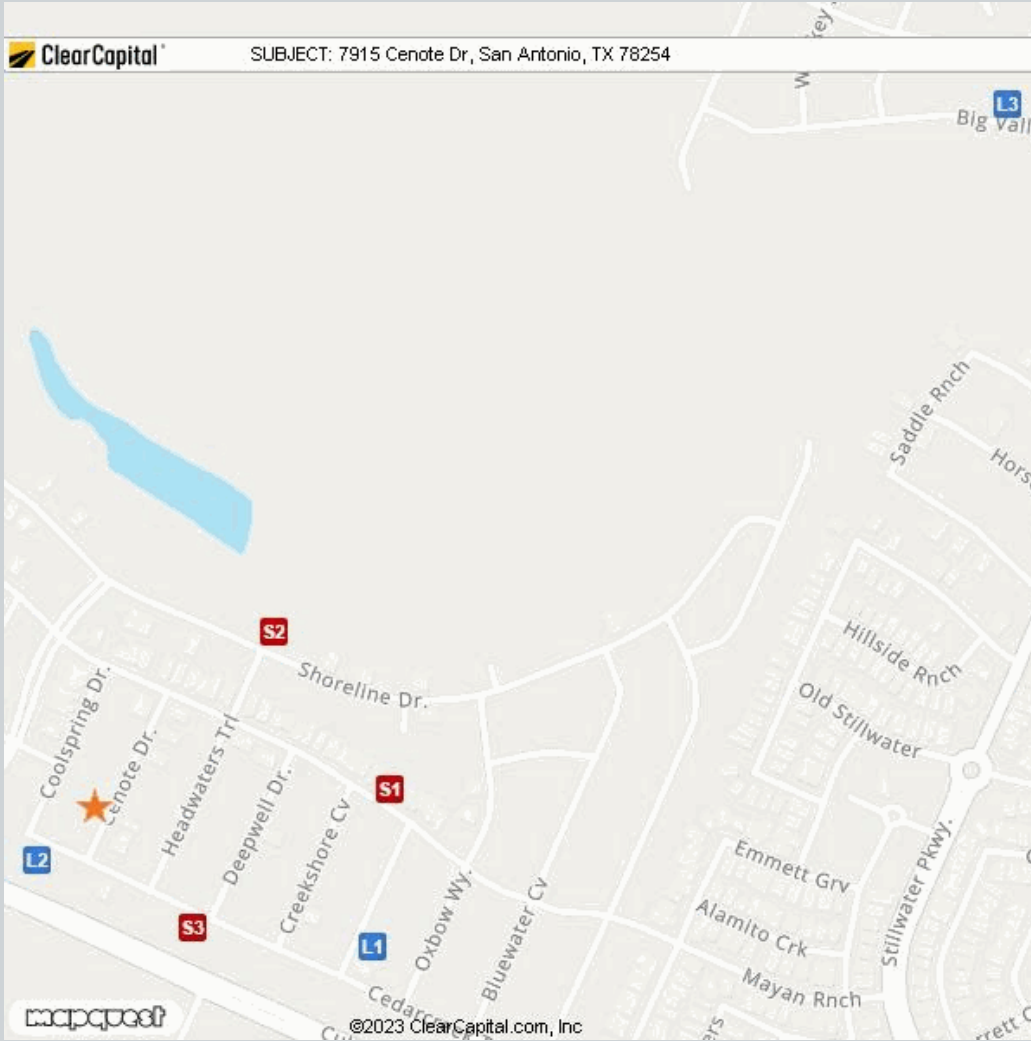 ClearCapital
SUBJECT: 7915 Cenote Dr, San Antonio, TX 78254
L3
Big
Saddle Rnch
S2
Shoreline Dr.
Hillside Rnch
Old Stillwater
Coolspring Dr.
Cenote Dr.
Headwaters Trl
Deepwell Dr.
S1
Creekshore Cv
L2
S3
L1
Oxbow Wy.
Bluewater Cv
Emmett Grv
Alamito Crk
Mayan Rnch
Stillwater Pkwy.
mapquest
©2023 ClearCapital.com, Inc